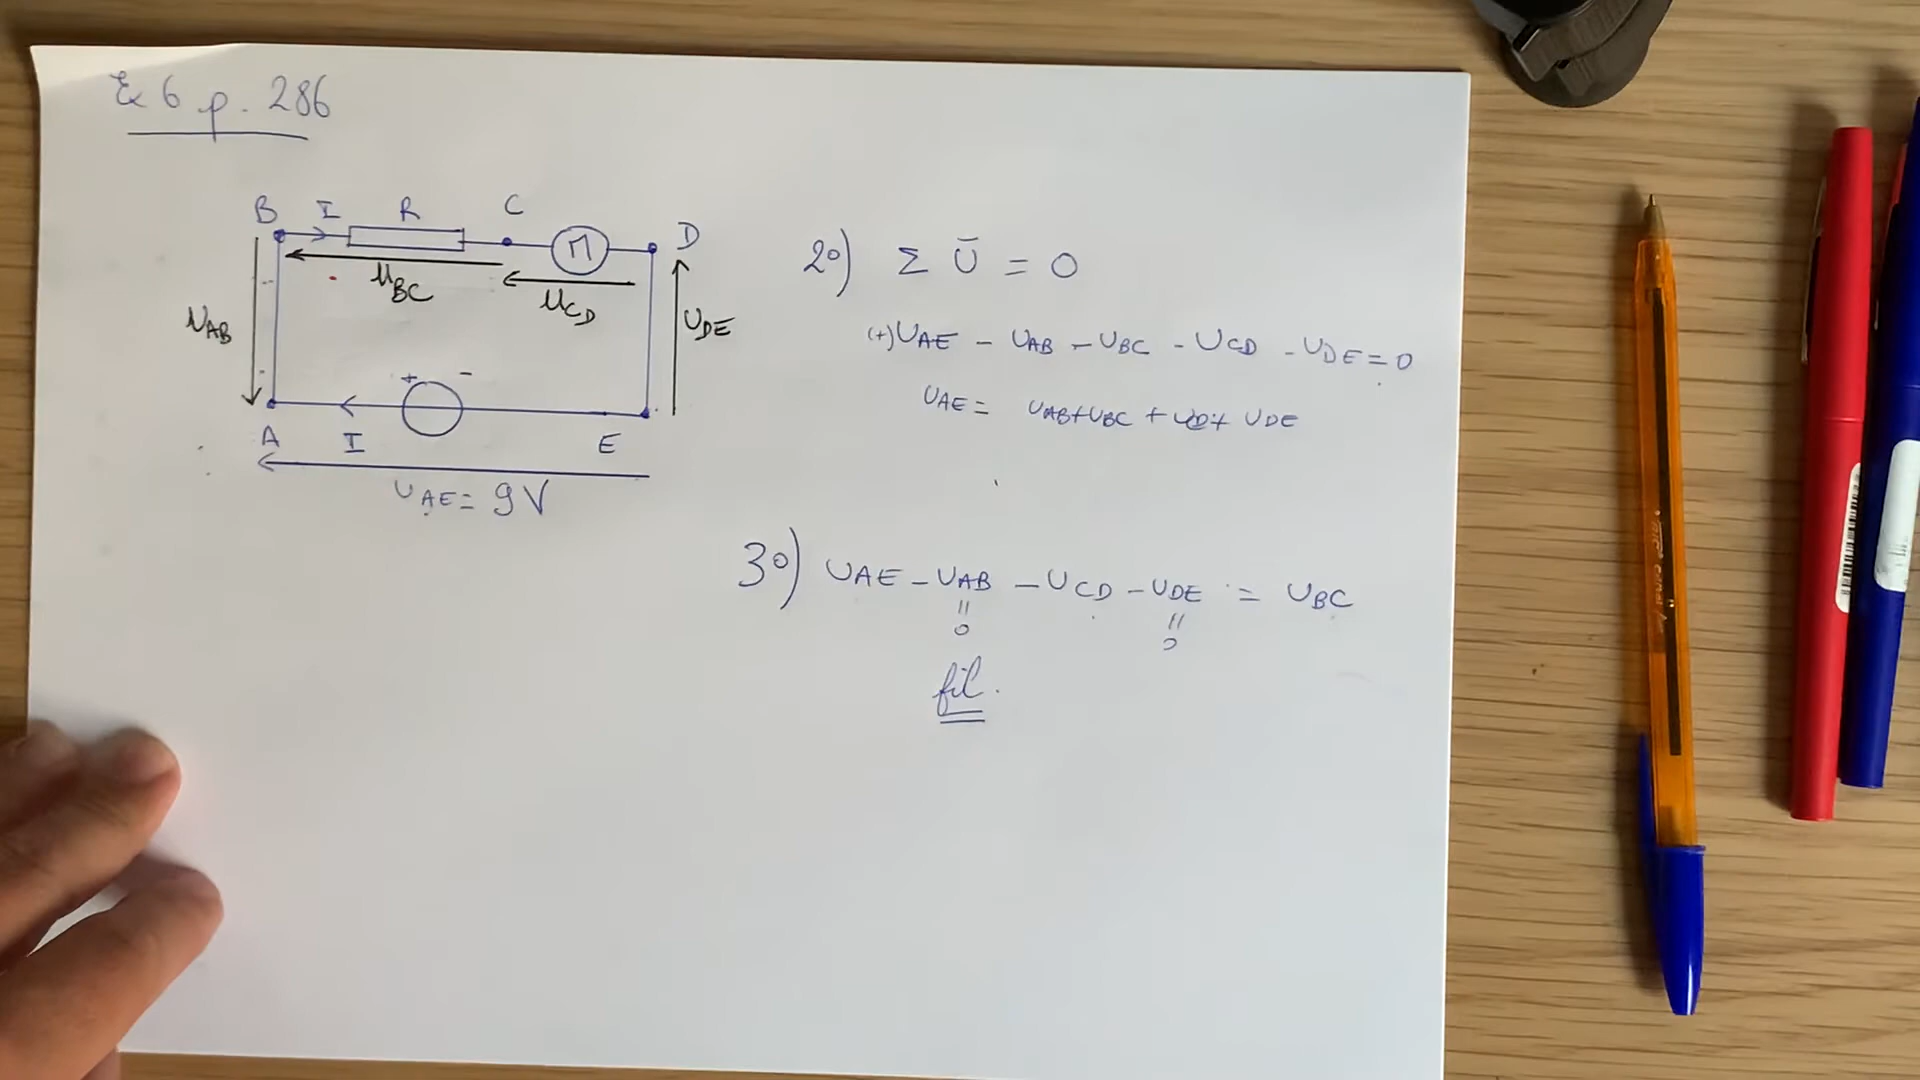 Ex 6 p. 286
B I R C D
M
U_BC
U_CD
U_AB
U_DE
+ -
A I E
U_AE = 9V
2°) Σ Ū = 0
(+)U_AE - U_AB - U_BC - U_CD - U_DE = 0
U_AE = U_AB + U_BC + U_CD + U_DE
3°) U_AE - U_AB - U_CD - U_DE = U_BC
"
0
"
0
fil.